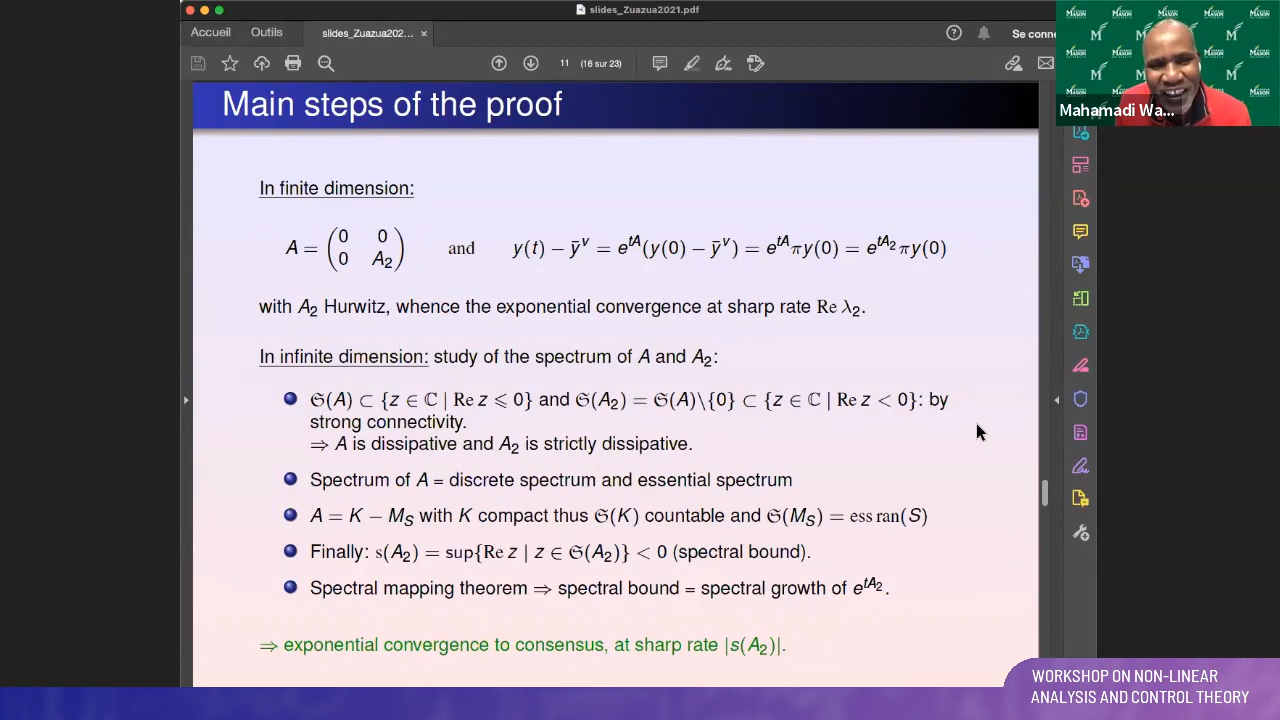 slides_Zuazua2021.pdf
Accueil Outils slides_Zuazua202... × Se conne
11 (16 sur 23)
Mahamadi Wa...
Main steps of the proof
In finite dimension:
A = (0 0; 0 A₂) and y(t) − ȳᵛ = eᵗᴬ(y(0) − ȳᵛ) = eᵗᴬπy(0) = e^{tA₂}πy(0)
with A₂ Hurwitz, whence the exponential convergence at sharp rate Re λ₂.
In infinite dimension: study of the spectrum of A and A₂:
𝔖(A) ⊂ {z ∈ ℂ | Re z ⩽ 0} and 𝔖(A₂) = 𝔖(A)\{0} ⊂ {z ∈ ℂ | Re z < 0}: by
strong connectivity.
⇒ A is dissipative and A₂ is strictly dissipative.
Spectrum of A = discrete spectrum and essential spectrum
A = K − M_S with K compact thus 𝔖(K) countable and 𝔖(M_S) = ess ran(S)
Finally: s(A₂) = sup{Re z | z ∈ 𝔖(A₂)} < 0 (spectral bound).
Spectral mapping theorem ⇒ spectral bound = spectral growth of e^{tA₂}.
⇒ exponential convergence to consensus, at sharp rate |s(A₂)|.
WORKSHOP ON NON-LINEAR
ANALYSIS AND CONTROL THEORY